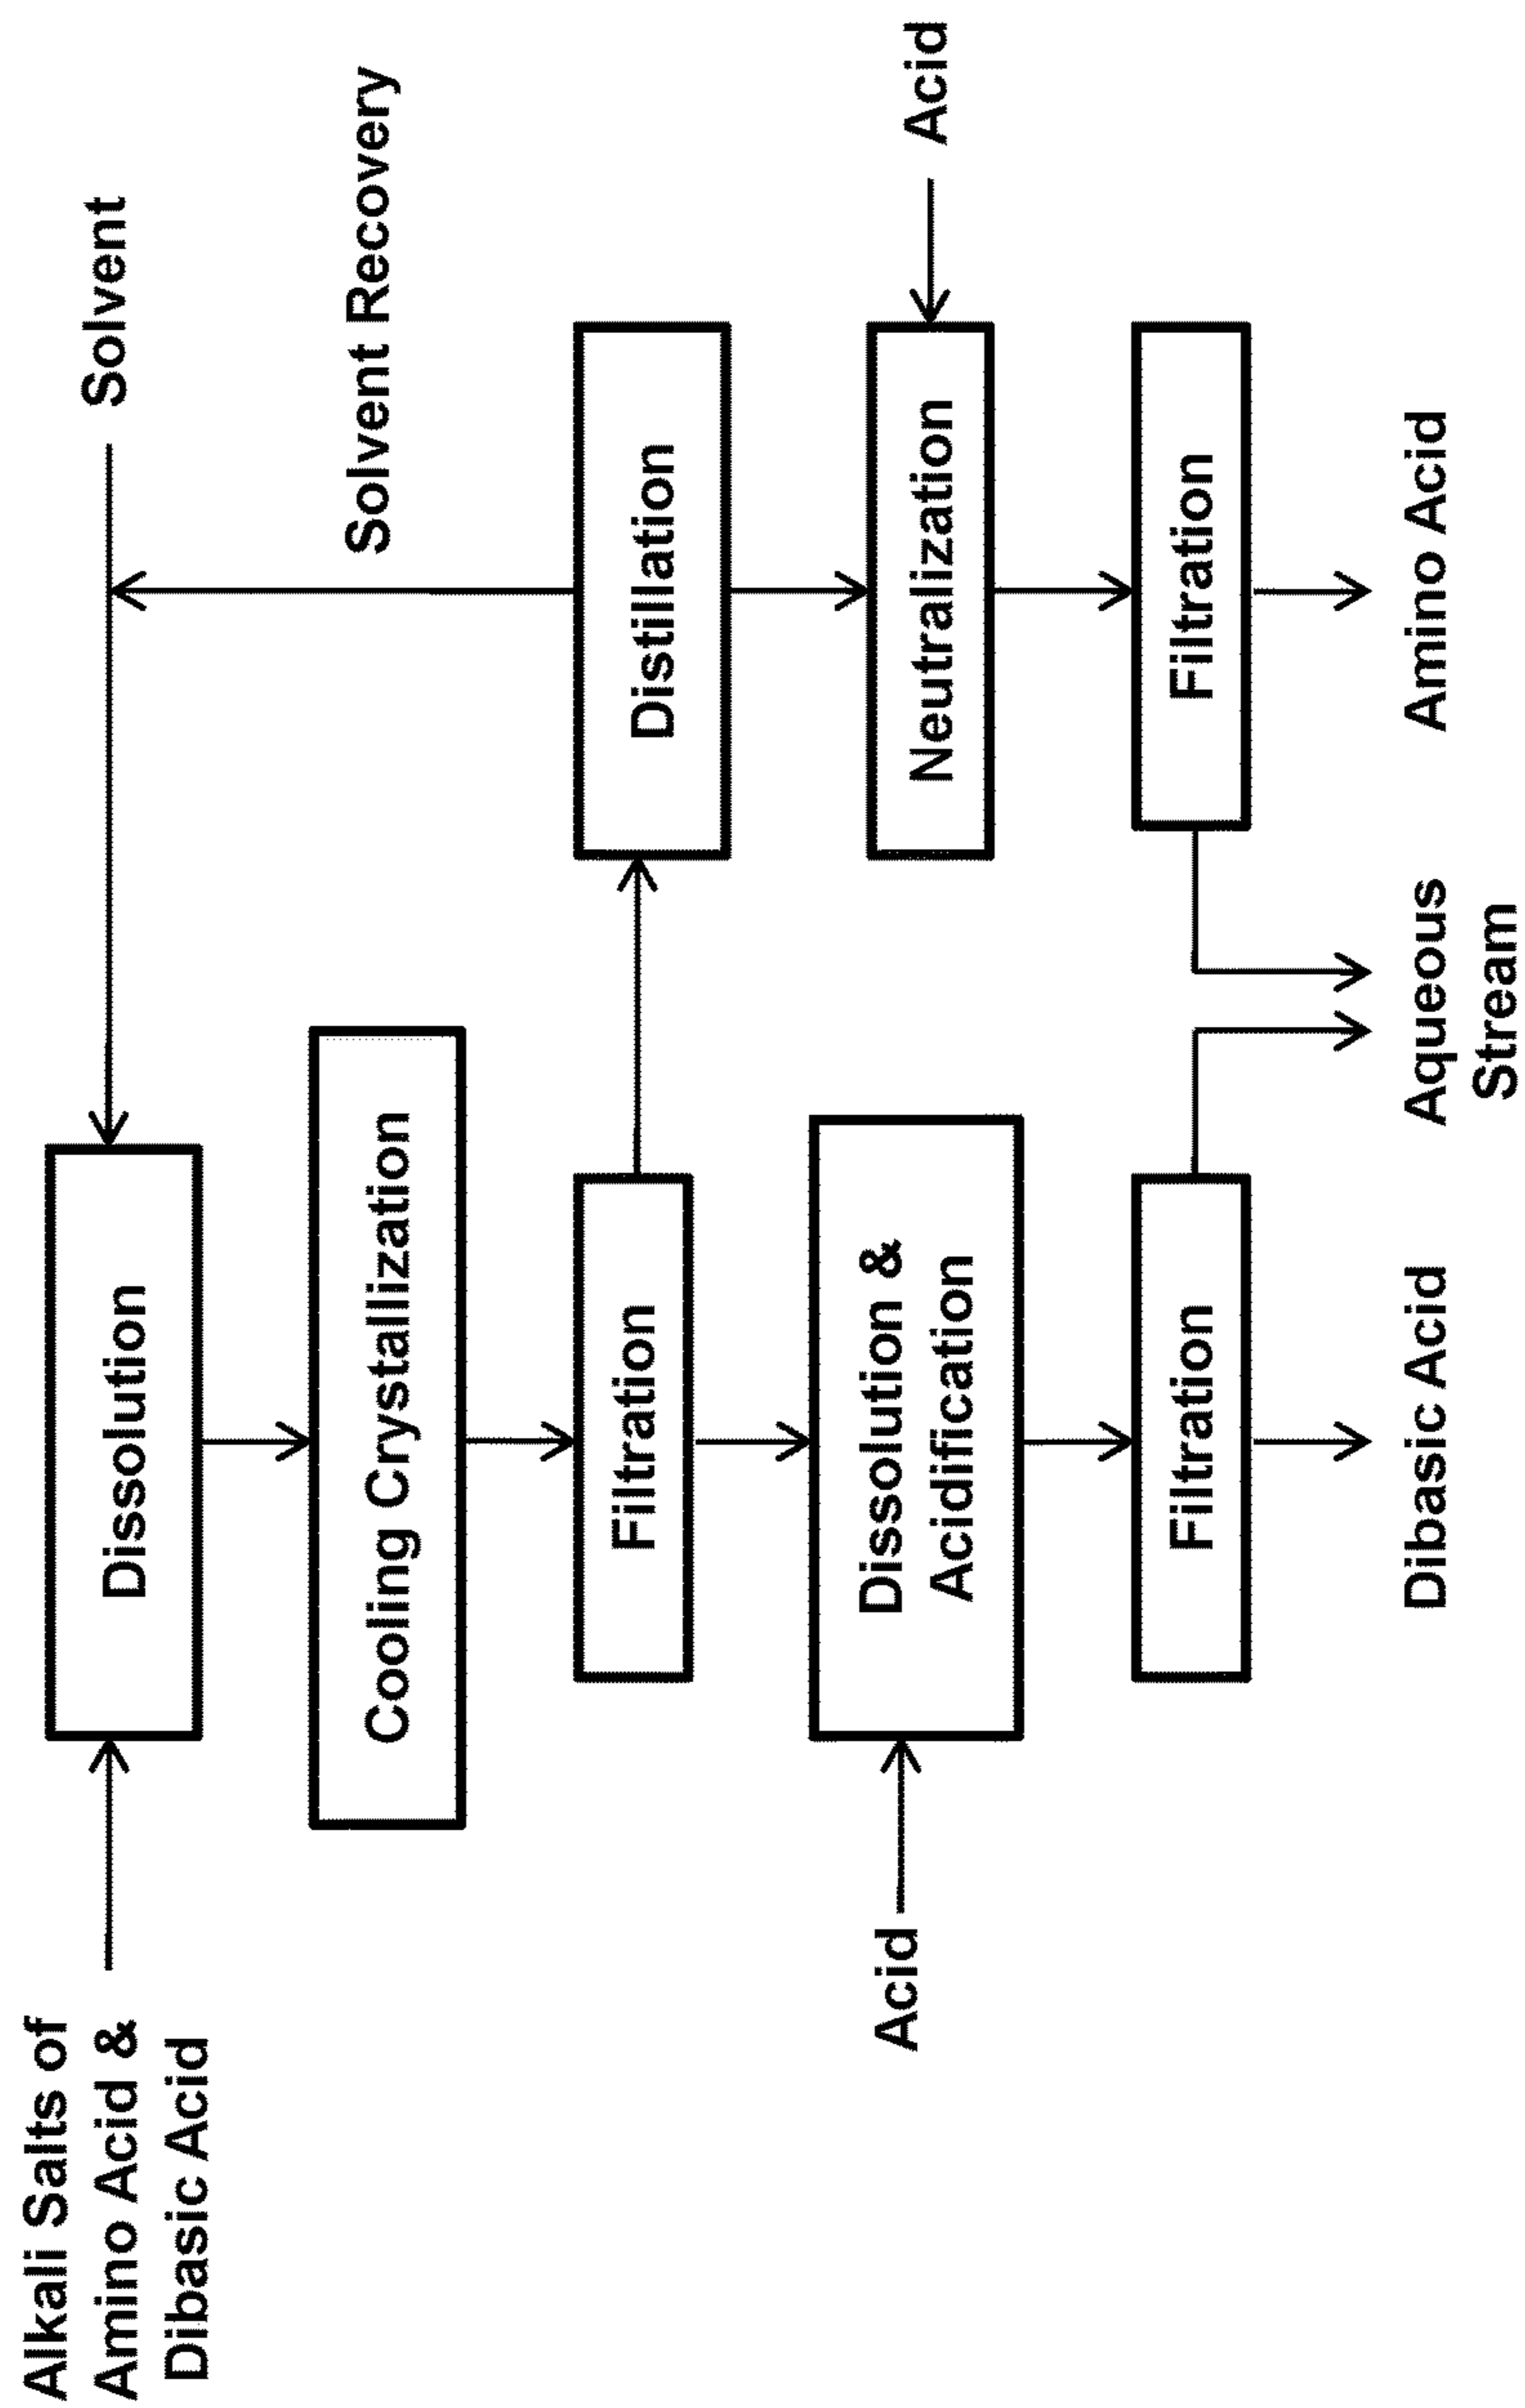 Alkali Salts of
Amino Acid &
Dibasic Acid
Dissolution
Solvent
Cooling Crystallization
Solvent Recovery
Filtration
Distillation
Acid
Dissolution &
Acidification
Neutralization
Acid
Filtration
Filtration
Dibasic Acid
Aqueous
Stream
Amino Acid